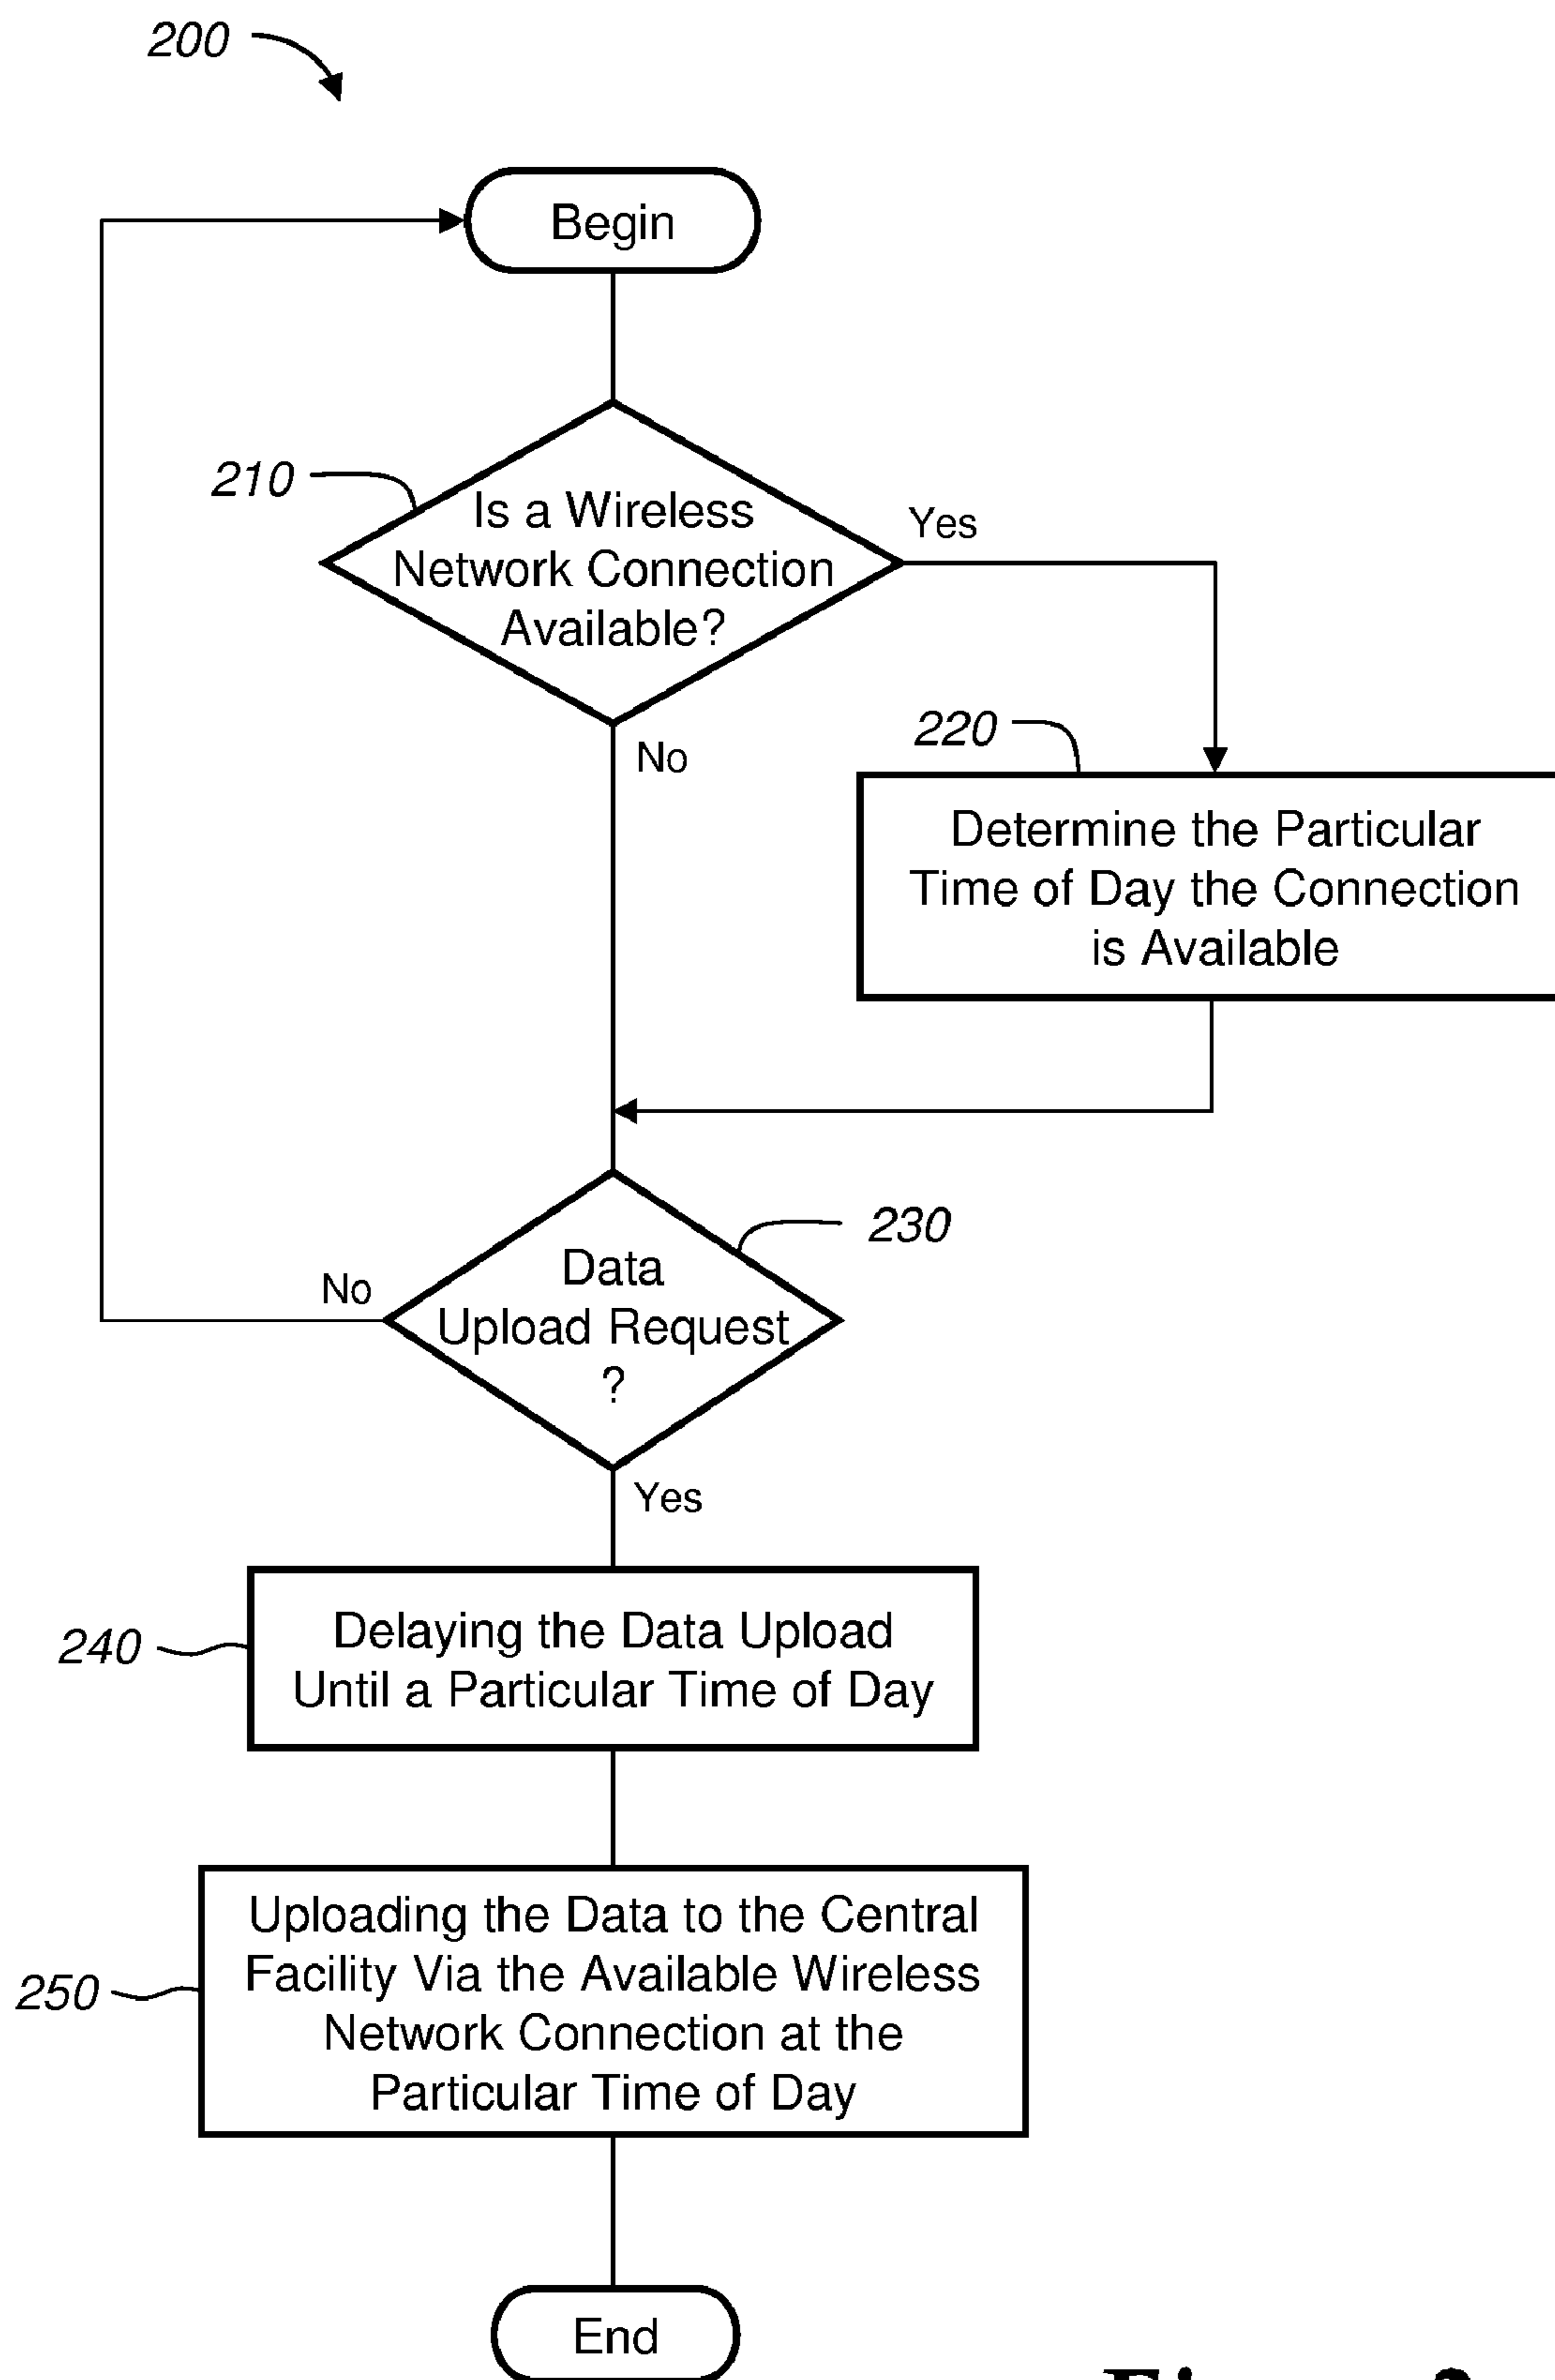 200
Begin
210
Is a Wireless
Network Connection
Available?
Yes
No
220
Determine the Particular
Time of Day the Connection
is Available
230
Data
Upload Request
?
No
Yes
240
Delaying the Data Upload
Until a Particular Time of Day
250
Uploading the Data to the Central
Facility Via the Available Wireless
Network Connection at the
Particular Time of Day
End